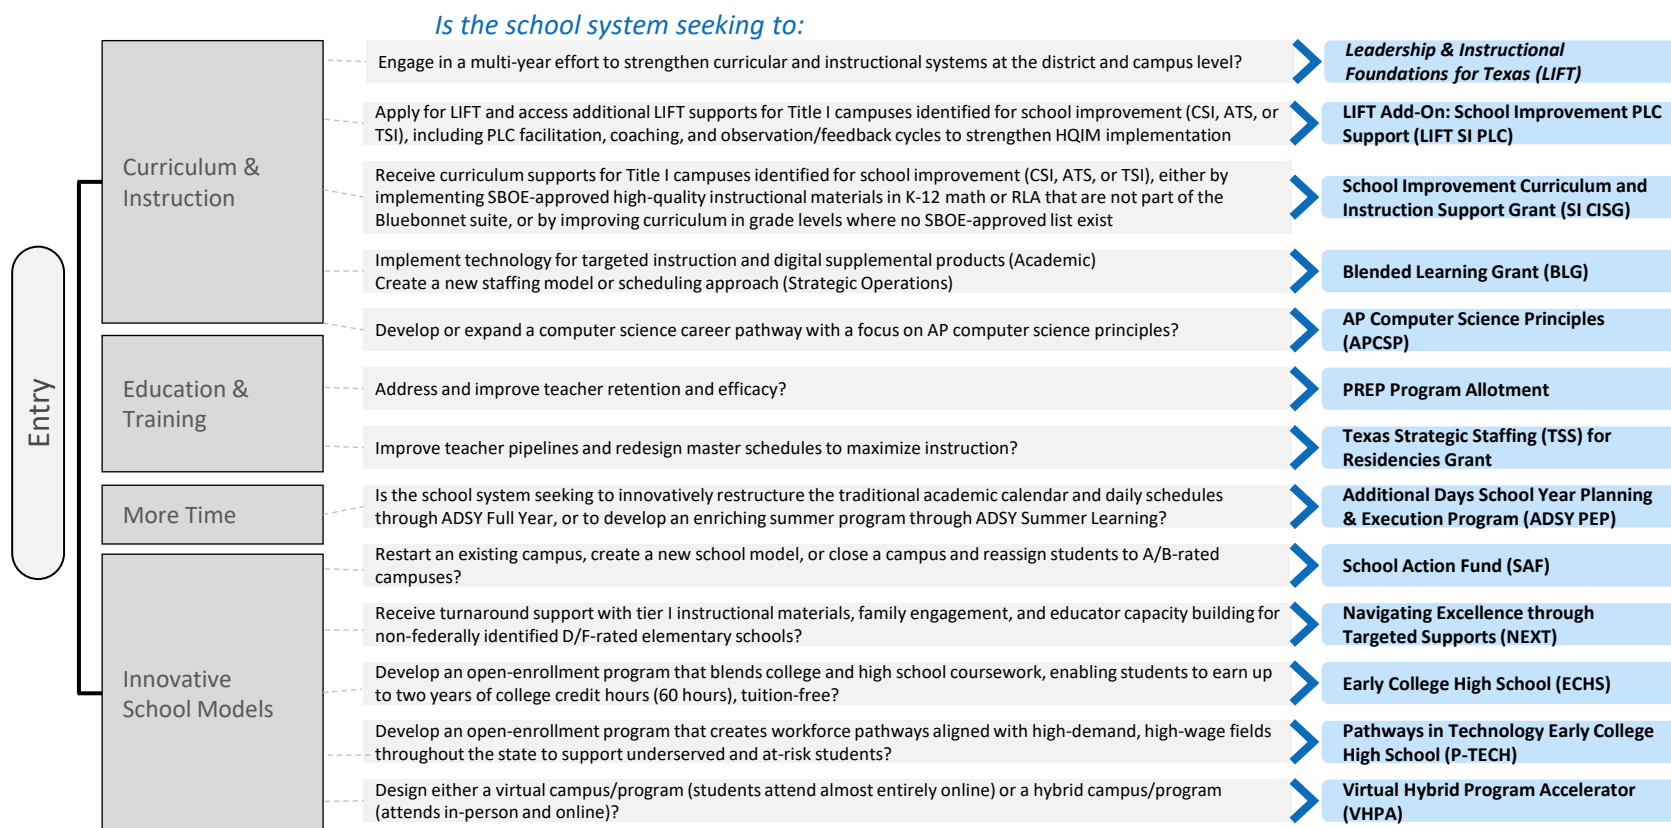 Is the school system seeking to:
Entry
Curriculum &
Instruction
Engage in a multi-year effort to strengthen curricular and instructional systems at the district and campus level?
Leadership & Instructional
Foundations for Texas (LIFT)
Apply for LIFT and access additional LIFT supports for Title I campuses identified for school improvement (CSI, ATS, or
TSI), including PLC facilitation, coaching, and observation/feedback cycles to strengthen HQIM implementation
LIFT Add-On: School Improvement PLC
Support (LIFT SI PLC)
Receive curriculum supports for Title I campuses identified for school improvement (CSI, ATS, or TSI), either by
implementing SBOE-approved high-quality instructional materials in K-12 math or RLA that are not part of the
Bluebonnet suite, or by improving curriculum in grade levels where no SBOE-approved list exist
School Improvement Curriculum and
Instruction Support Grant (SI CISG)
Implement technology for targeted instruction and digital supplemental products (Academic)
Create a new staffing model or scheduling approach (Strategic Operations)
Blended Learning Grant (BLG)
Develop or expand a computer science career pathway with a focus on AP computer science principles?
AP Computer Science Principles
(APCSP)
Education &
Training
Address and improve teacher retention and efficacy?
PREP Program Allotment
Improve teacher pipelines and redesign master schedules to maximize instruction?
Texas Strategic Staffing (TSS) for
Residencies Grant
More Time
Is the school system seeking to innovatively restructure the traditional academic calendar and daily schedules
through ADSY Full Year, or to develop an enriching summer program through ADSY Summer Learning?
Additional Days School Year Planning
& Execution Program (ADSY PEP)
Innovative
School Models
Restart an existing campus, create a new school model, or close a campus and reassign students to A/B-rated
campuses?
School Action Fund (SAF)
Receive turnaround support with tier I instructional materials, family engagement, and educator capacity building for
non-federally identified D/F-rated elementary schools?
Navigating Excellence through
Targeted Supports (NEXT)
Develop an open-enrollment program that blends college and high school coursework, enabling students to earn up
to two years of college credit hours (60 hours), tuition-free?
Early College High School (ECHS)
Develop an open-enrollment program that creates workforce pathways aligned with high-demand, high-wage fields
throughout the state to support underserved and at-risk students?
Pathways in Technology Early College
High School (P-TECH)
Design either a virtual campus/program (students attend almost entirely online) or a hybrid campus/program
(attends in-person and online)?
Virtual Hybrid Program Accelerator
(VHPA)